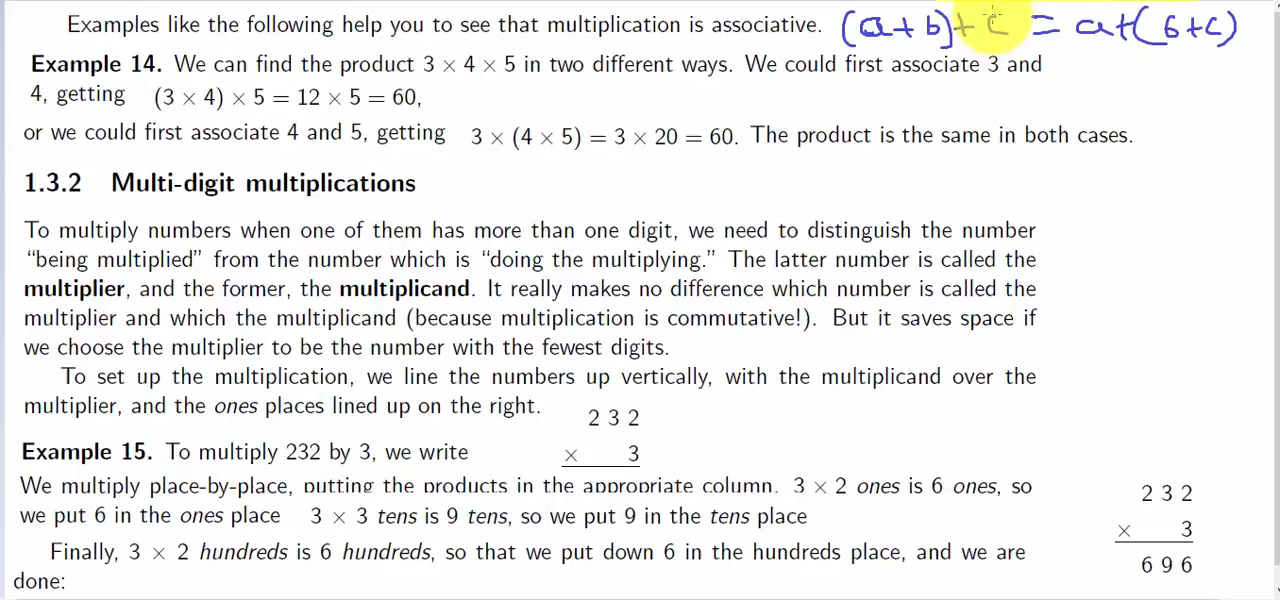 Examples like the following help you to see that multiplication is associative. (a+b)+c = a+(b+c)
Example 14. We can find the product 3 × 4 × 5 in two different ways. We could first associate 3 and
4, getting (3 × 4) × 5 = 12 × 5 = 60,
or we could first associate 4 and 5, getting 3 × (4 × 5) = 3 × 20 = 60. The product is the same in both cases.
1.3.2 Multi-digit multiplications
To multiply numbers when one of them has more than one digit, we need to distinguish the number
“being multiplied” from the number which is “doing the multiplying.” The latter number is called the
multiplier, and the former, the multiplicand. It really makes no difference which number is called the
multiplier and which the multiplicand (because multiplication is commutative!). But it saves space if
we choose the multiplier to be the number with the fewest digits.
To set up the multiplication, we line the numbers up vertically, with the multiplicand over the
multiplier, and the ones places lined up on the right.
2 3 2
Example 15. To multiply 232 by 3, we write
× 3
We multiply place-by-place, putting the products in the appropriate column. 3 × 2 ones is 6 ones, so
we put 6 in the ones place 3 × 3 tens is 9 tens, so we put 9 in the tens place
Finally, 3 × 2 hundreds is 6 hundreds, so that we put down 6 in the hundreds place, and we are
done:
2 3 2
× 3
6 9 6